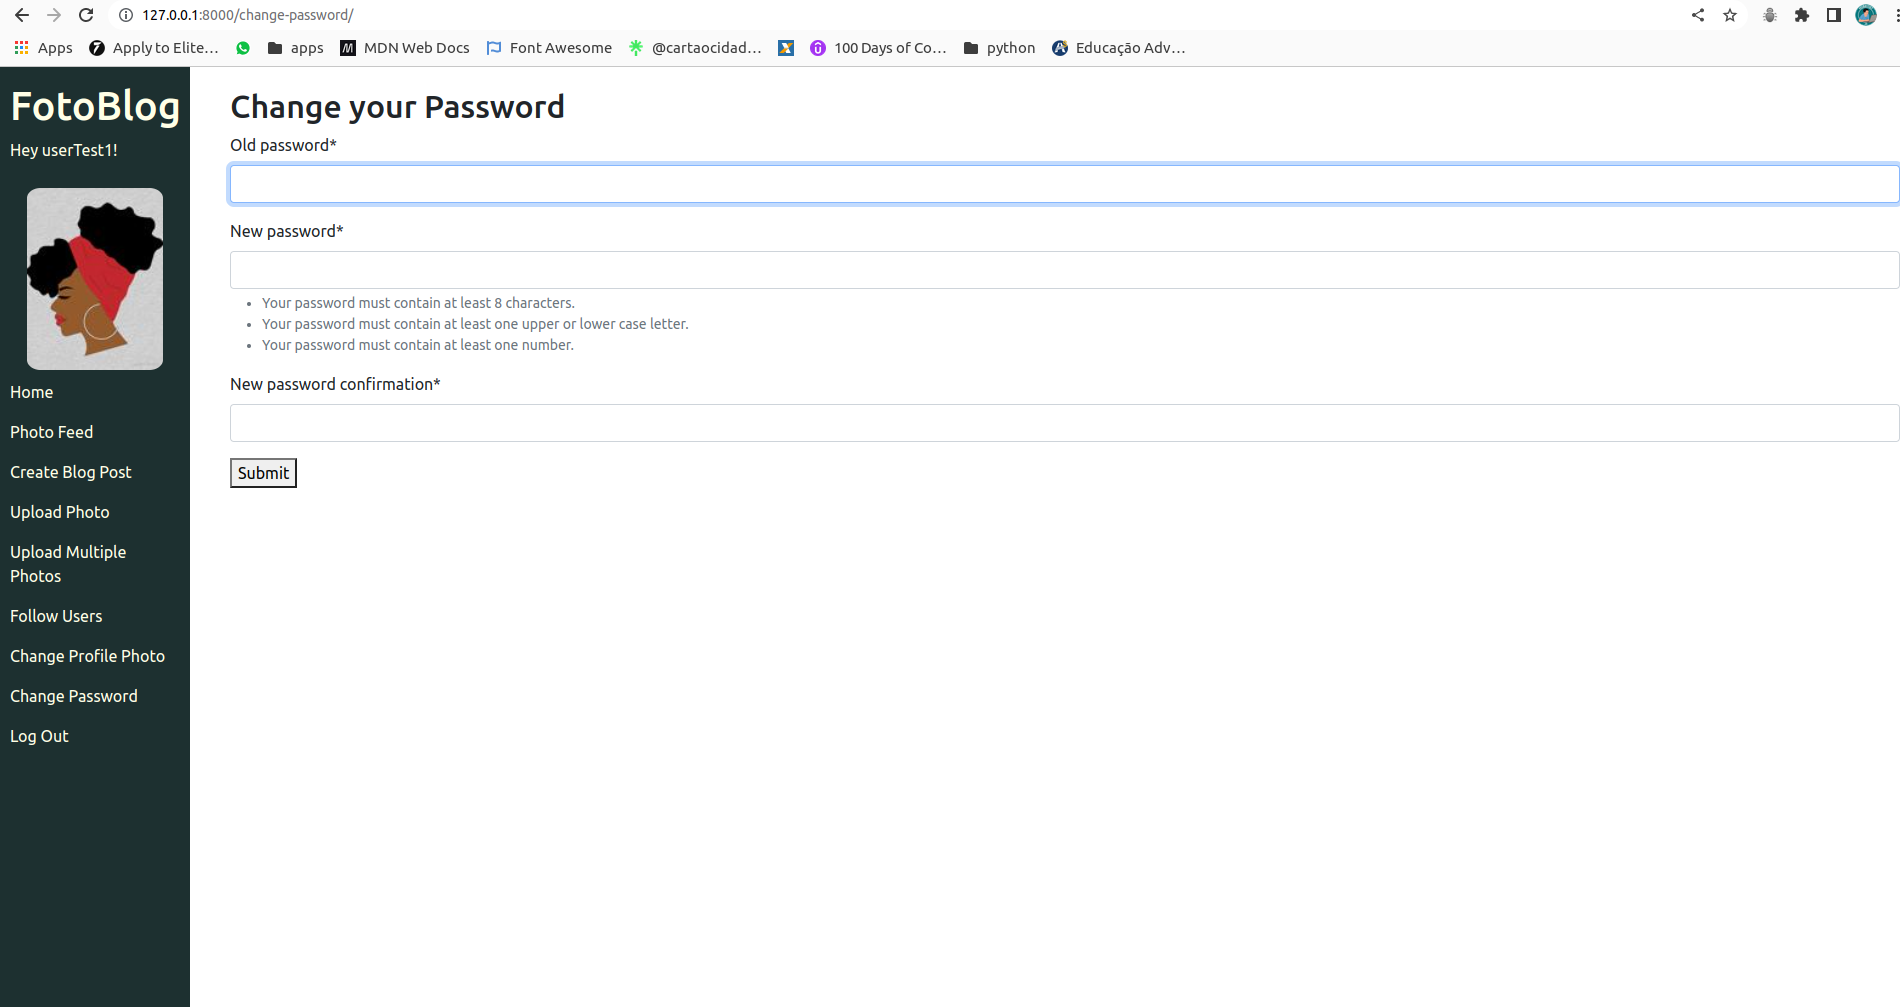 127.0.0.1:8000/change-password/
Apps
Apply to Elite...
apps
MDN Web Docs
Font Awesome
@cartaocidad...
100 Days of Co...
python
Educação Adv...
FotoBlog
Hey userTest1!
Home
Photo Feed
Create Blog Post
Upload Photo
Upload Multiple
Photos
Follow Users
Change Profile Photo
Change Password
Log Out
Change your Password
Old password*
New password*
Your password must contain at least 8 characters.
Your password must contain at least one upper or lower case letter.
Your password must contain at least one number.
New password confirmation*
Submit